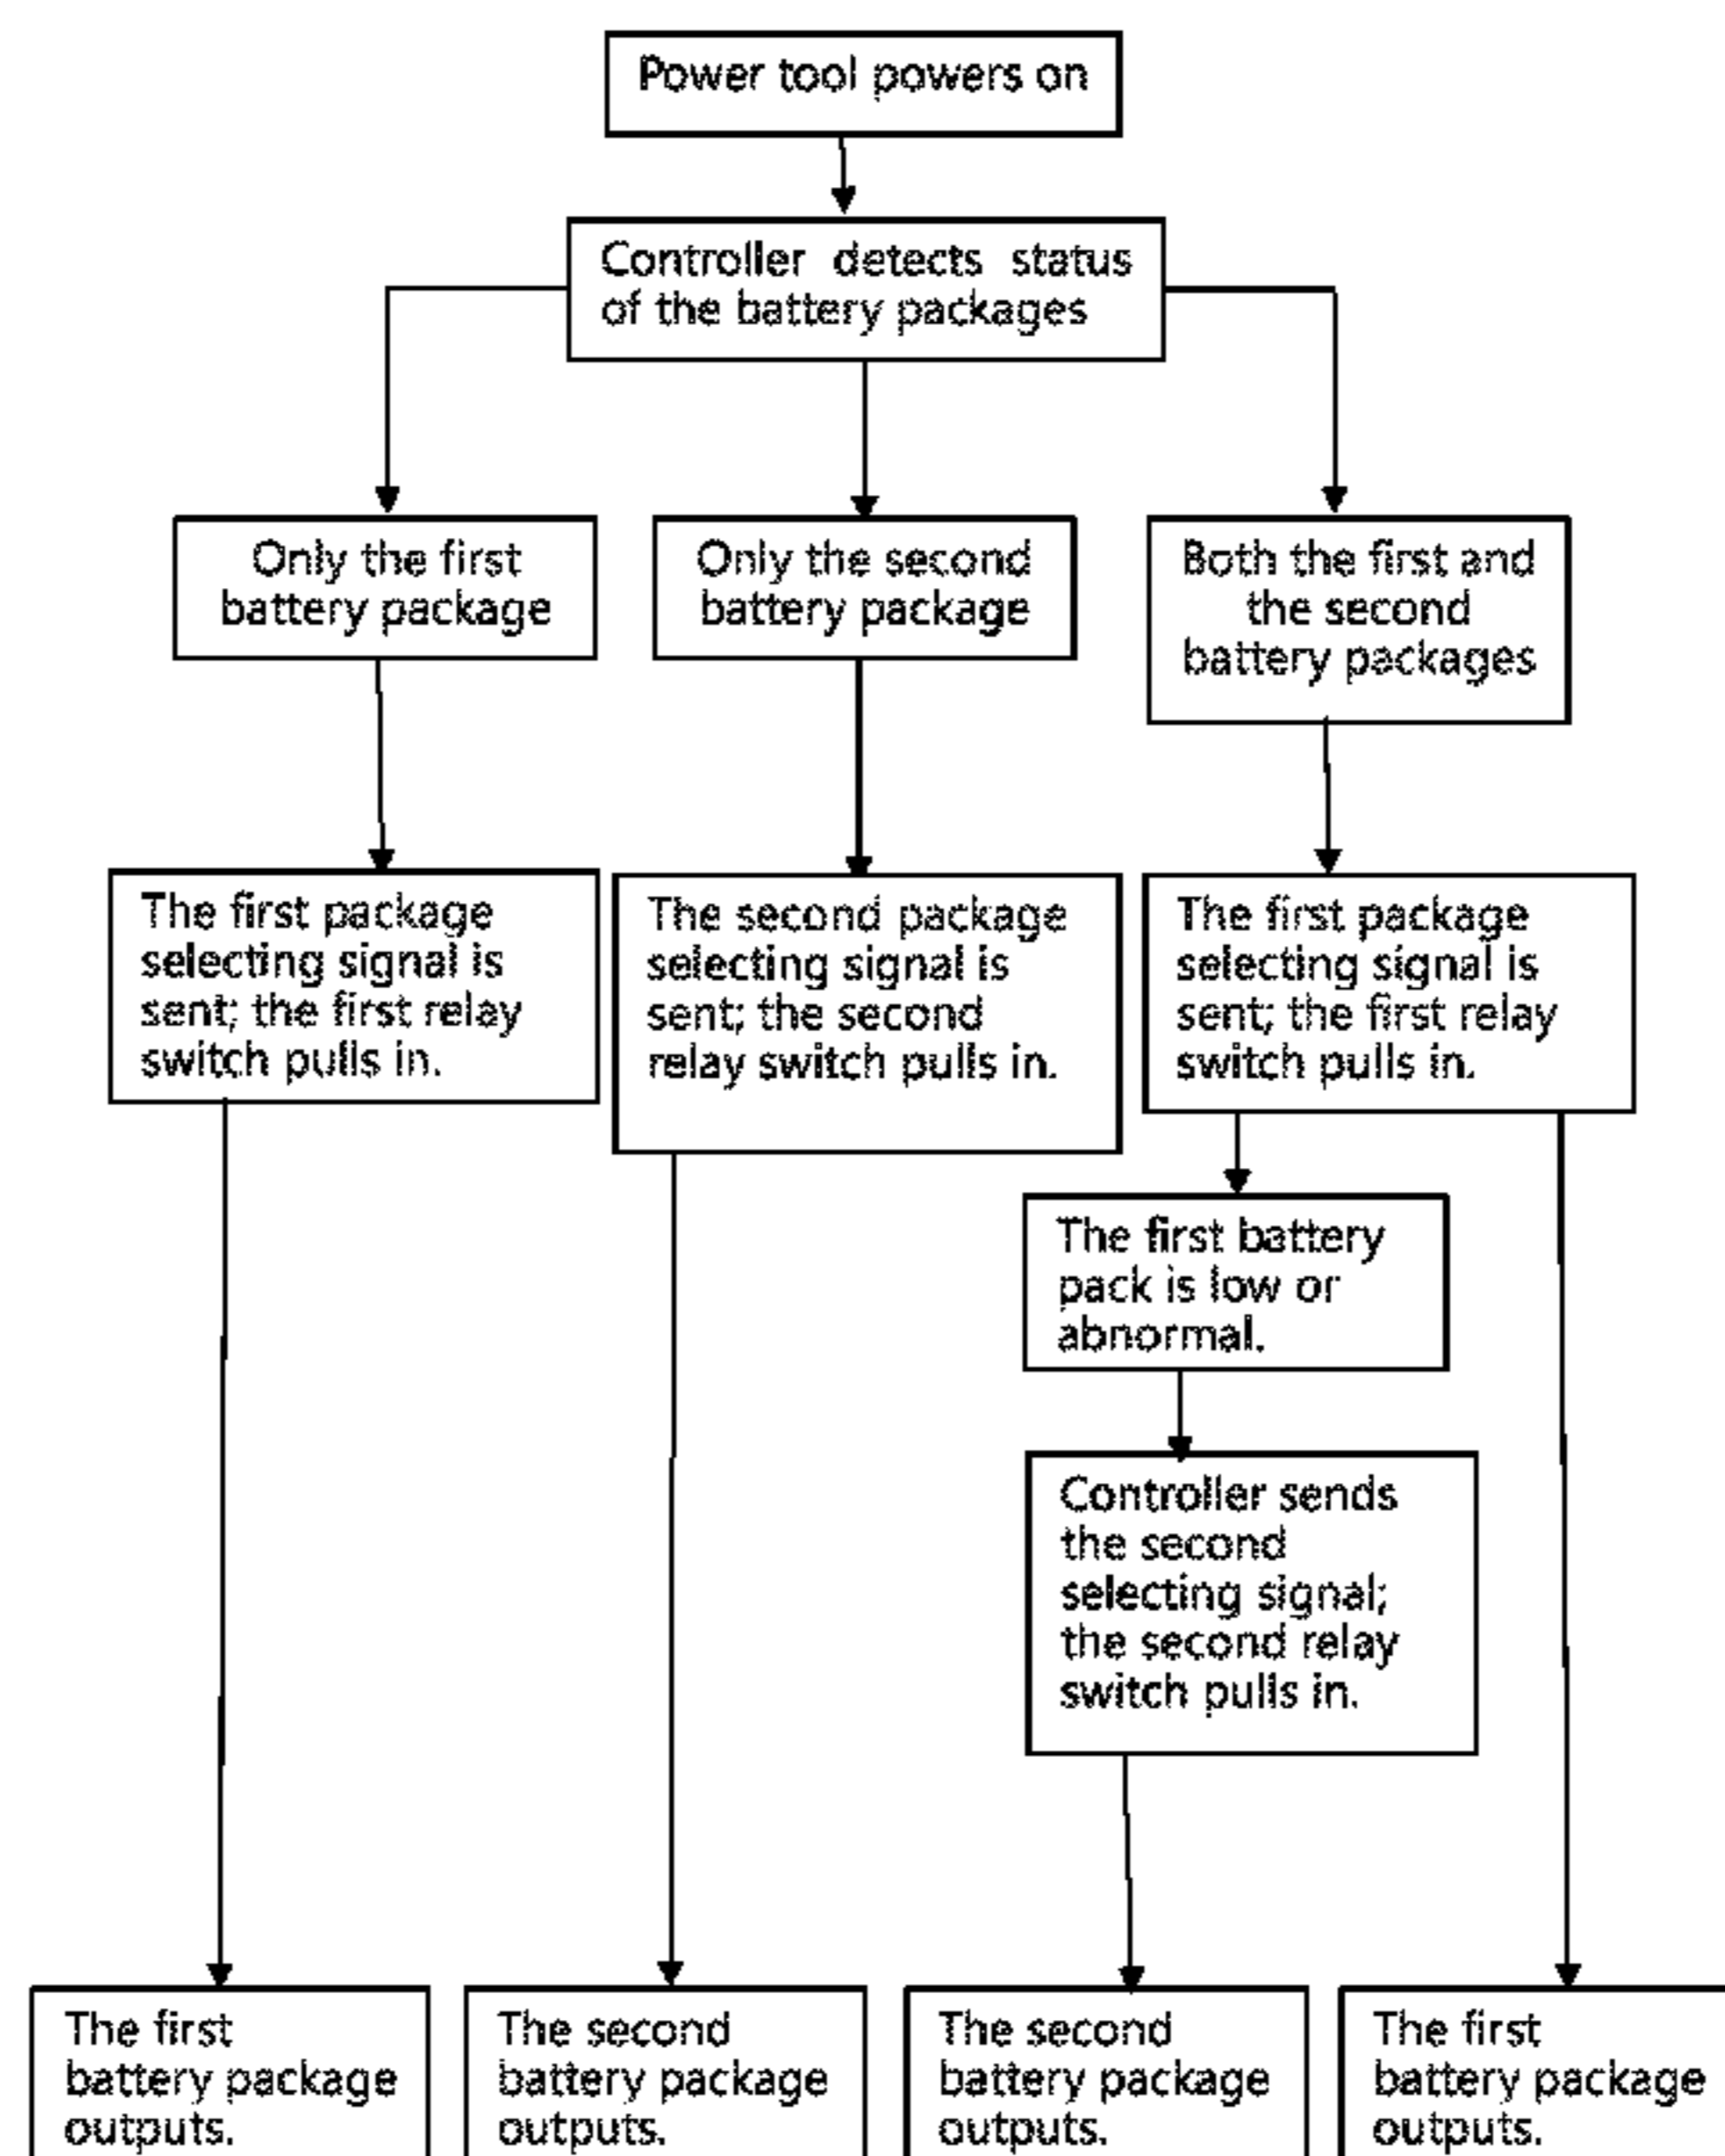 Power tool powers on
Controller detects status
of the battery packages
Only the first
battery package
Only the second
battery package
Both the first and
the second
battery packages
The first package
selecting signal is
sent; the first relay
switch pulls in.
The second package
selecting signal is
sent; the second
relay switch pulls in.
The first package
selecting signal is
sent; the first relay
switch pulls in.
The first battery
pack is low or
abnormal.
Controller sends
the second
selecting signal;
the second relay
switch pulls in.
The first
battery package
outputs.
The second
battery package
outputs.
The second
battery package
outputs.
The first
battery package
outputs.